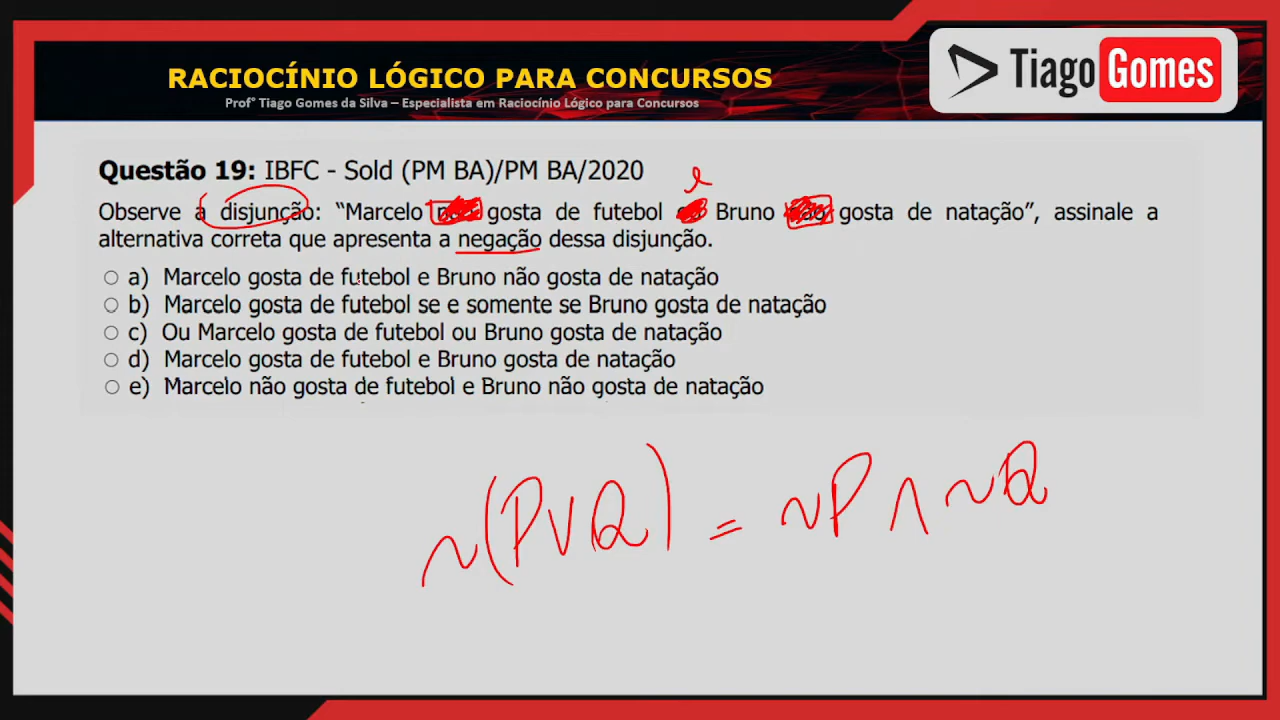 RACIOCÍNIO LÓGICO PARA CONCURSOS
Prof° Tiago Gomes da Silva – Especialista em Raciocínio Lógico para Concursos
Tiago Gomes
Questão 19: IBFC - Sold (PM BA)/PM BA/2020
e
Observe a disjunção: “Marcelo gosta de futebol Bruno não gosta de natação”, assinale a
alternativa correta que apresenta a negação dessa disjunção.
a) Marcelo gosta de futebol e Bruno não gosta de natação
b) Marcelo gosta de futebol se e somente se Bruno gosta de natação
c) Ou Marcelo gosta de futebol ou Bruno gosta de natação
d) Marcelo gosta de futebol e Bruno gosta de natação
e) Marcelo não gosta de futebol e Bruno não gosta de natação
~(P∨Q) = ~P ∧ ~Q